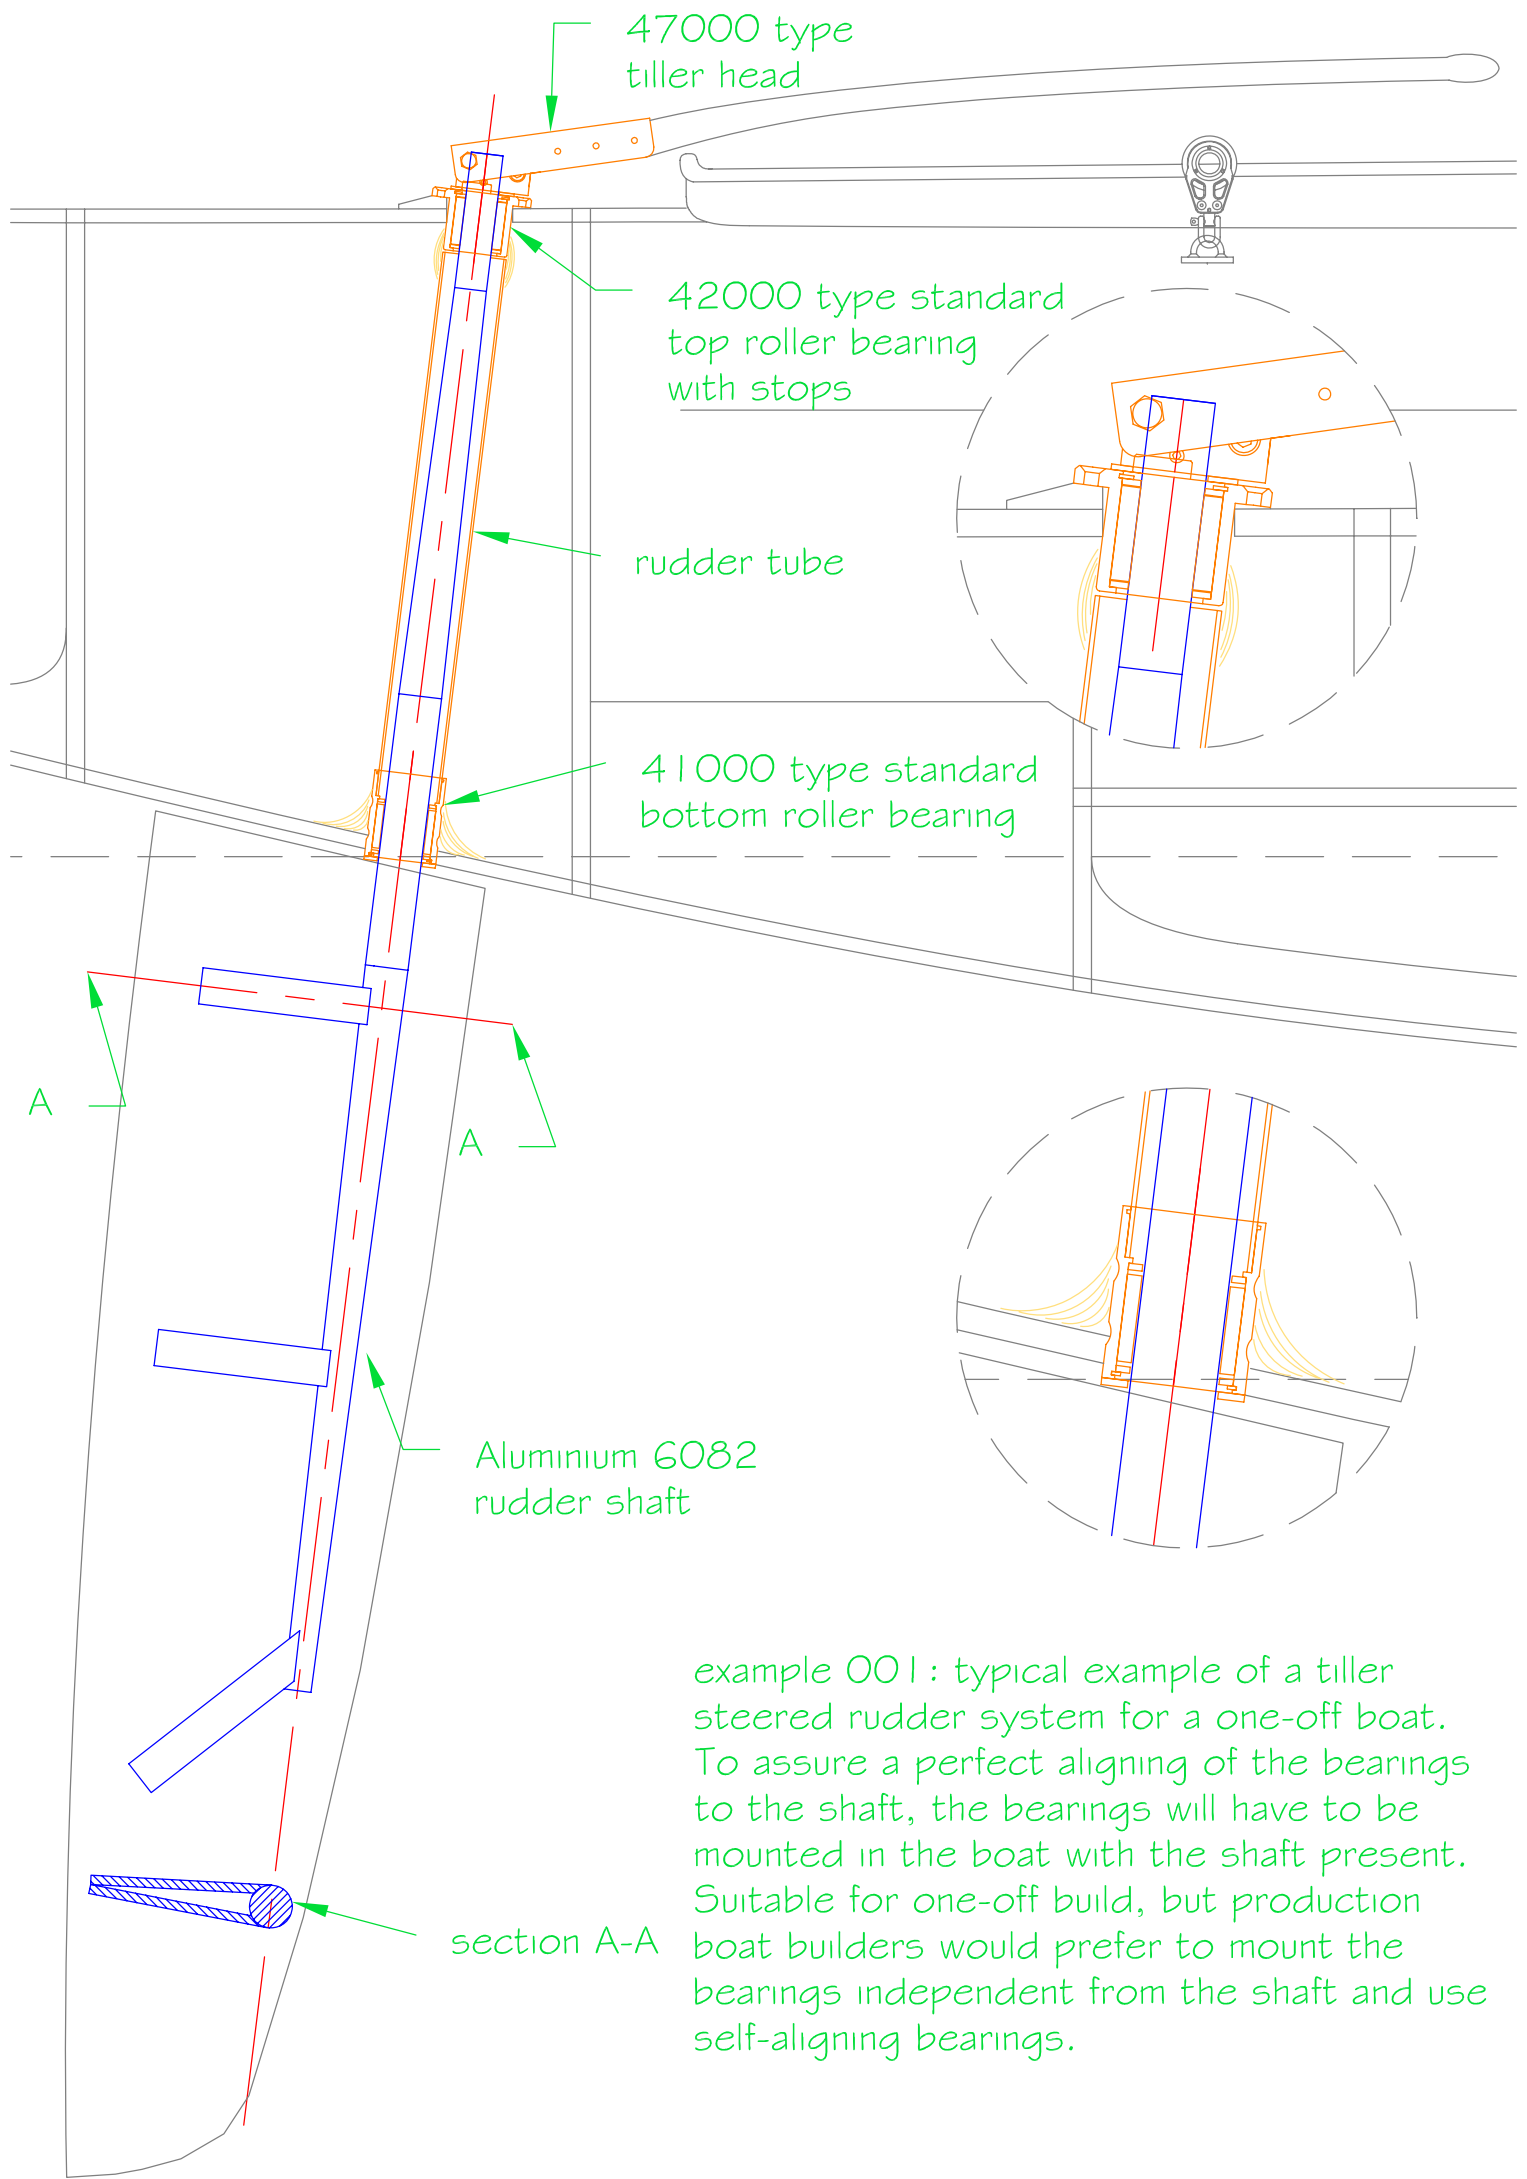 47000 type
tiller head
42000 type standard
top roller bearing
with stops
rudder tube
41000 type standard
bottom roller bearing
A
A
Aluminium 6082
rudder shaft
example 001: typical example of a tiller
steered rudder system for a one-off boat.
To assure a perfect aligning of the bearings
to the shaft, the bearings will have to be
mounted in the boat with the shaft present.
Suitable for one-off build, but production
boat builders would prefer to mount the
bearings independent from the shaft and use
self-aligning bearings.
section A-A